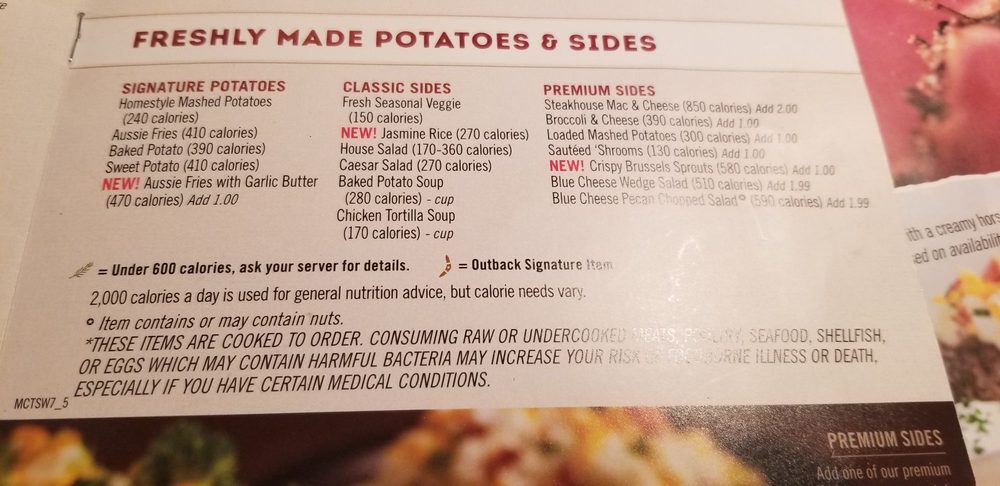 FRESHLY MADE POTATOES & SIDES
SIGNATURE POTATOES
Homestyle Mashed Potatoes
(240 calories)
Aussie Fries (410 calories)
Baked Potato (390 calories)
Sweet Potato (410 calories)
NEW! Aussie Fries with Garlic Butter
(470 calories) Add 1.00
CLASSIC SIDES
Fresh Seasonal Veggie
(150 calories)
NEW! Jasmine Rice (270 calories)
House Salad (170-360 calories)
Caesar Salad (270 calories)
Baked Potato Soup
(280 calories) - cup
Chicken Tortilla Soup
(170 calories) - cup
PREMIUM SIDES
Steakhouse Mac & Cheese (850 calories) Add 2.00
Broccoli & Cheese (390 calories) Add 1.00
Loaded Mashed Potatoes (300 calories) Add 1.00
Sautéed 'Shrooms (130 calories) Add 1.00
NEW! Crispy Brussels Sprouts (580 calories) Add 1.00
Blue Cheese Wedge Salad (510 calories) Add 1.99
Blue Cheese Pecan Chopped Salad° (590 calories) Add 1.99
= Under 600 calories, ask your server for details.
= Outback Signature Item
2,000 calories a day is used for general nutrition advice, but calorie needs vary.
° Item contains or may contain nuts.
*THESE ITEMS ARE COOKED TO ORDER. CONSUMING RAW OR UNDERCOOKED MEATS, POULTRY, SEAFOOD, SHELLFISH,
OR EGGS WHICH MAY CONTAIN HARMFUL BACTERIA MAY INCREASE YOUR RISK ILLNESS OR DEATH,
ESPECIALLY IF YOU HAVE CERTAIN MEDICAL CONDITIONS.
MCTSW7_5
with a creamy
on
PREMIUM SIDES
Add one of our premium